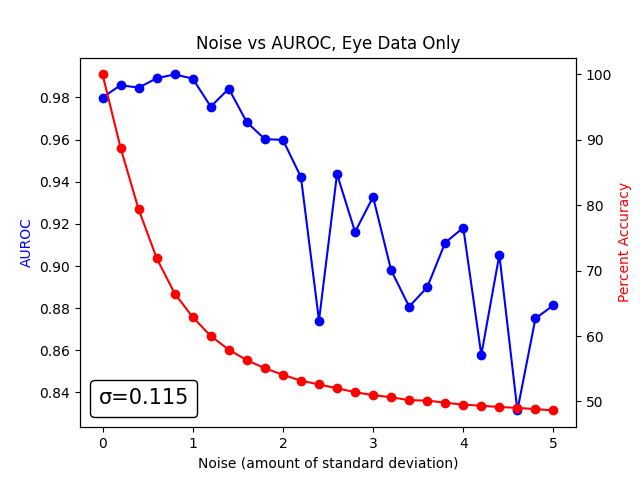 Noise vs AUROC, Eye Data Only
AUROC
0.98
0.96
0.94
0.92
0.90
0.88
0.86
0.84
100
90
80
70
60
50
Percent Accuracy
σ=0.115
0 1 2 3 4 5
Noise (amount of standard deviation)